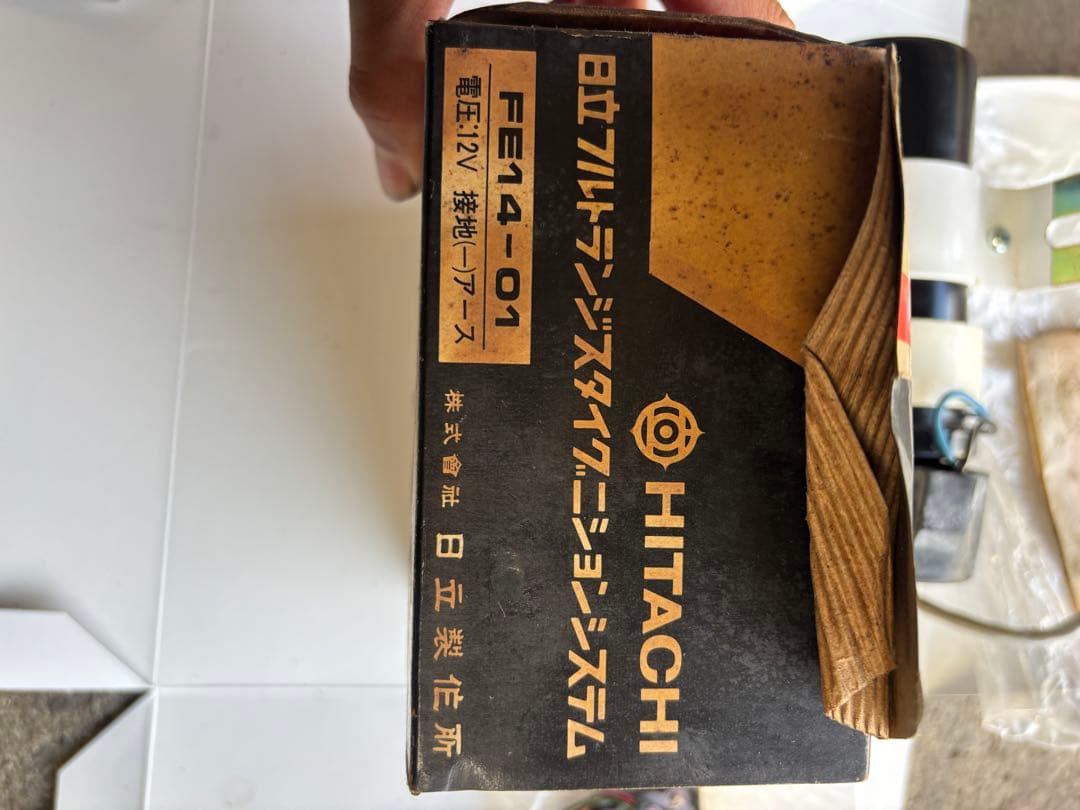 HITACHI
日立フルトランジスタイグニションシステム
FE14-01
電圧:12V 接地(一)アース
株式會社 日立製作所